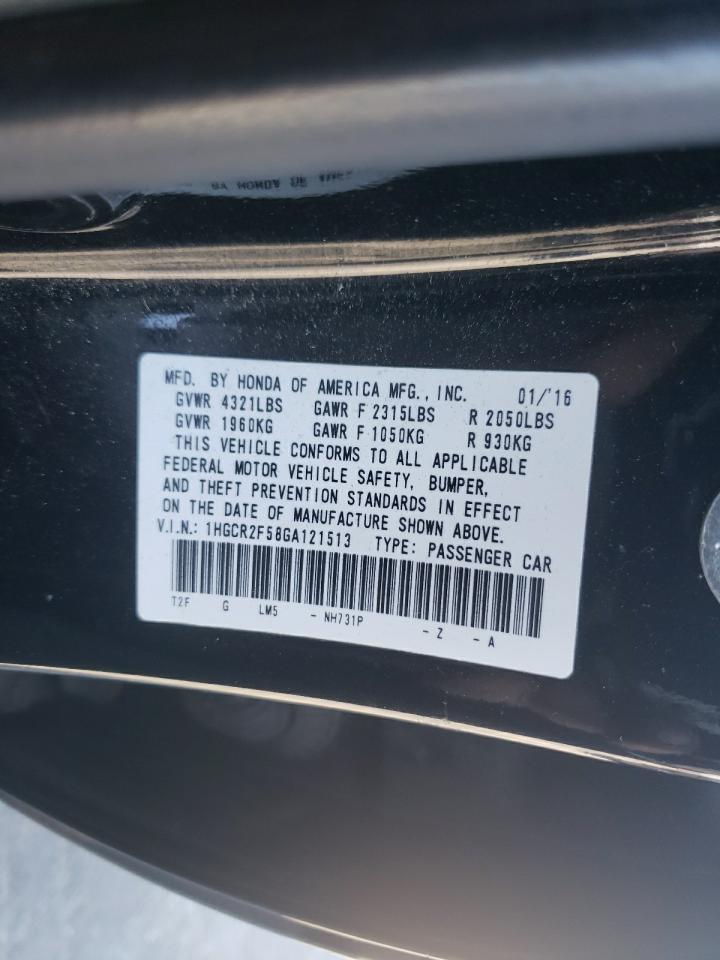 MFD. BY HONDA OF AMERICA MFG., INC. 01/'16
GVWR 4321LBS GAWR F 2315LBS R 2050LBS
GVWR 1960KG GAWR F 1050KG R 930KG
THIS VEHICLE CONFORMS TO ALL APPLICABLE
FEDERAL MOTOR VEHICLE SAFETY, BUMPER,
AND THEFT PREVENTION STANDARDS IN EFFECT
ON THE DATE OF MANUFACTURE SHOWN ABOVE.
V.I.N.: 1HGCR2F58GA121513 TYPE: PASSENGER CAR
T2F G LM5 - NH731P - Z - A